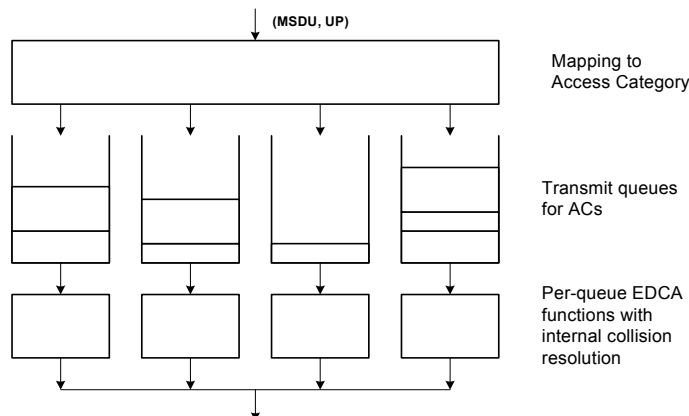 (MSDU, UP)
Mapping to
Access Category
Transmit queues
for ACs
Per-queue EDCA
functions with
internal collision
resolution